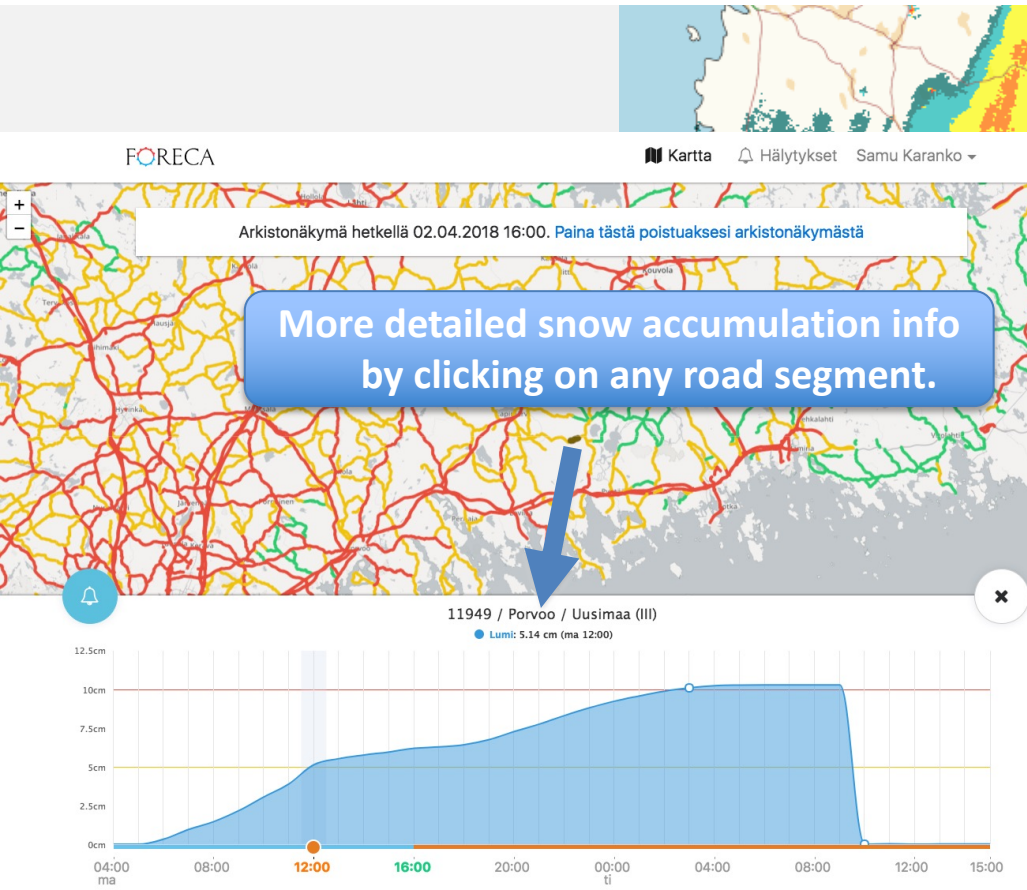 FORECA
Kartta Hälytykset Samu Karanko
+
−
Arkistonäkymä hetkellä 02.04.2018 16:00. Paina tästä poistuaksesi arkistonäkymästä
Kouvola
More detailed snow accumulation info
by clicking on any road segment.
Hyvinkä
11949 / Porvoo / Uusimaa (III)
Lumi: 5.14 cm (ma 12:00)
12.5cm
10cm
7.5cm
5cm
2.5cm
0cm
04:00 08:00 12:00 16:00 20:00 00:00 04:00 08:00 12:00 15:00
ma ti